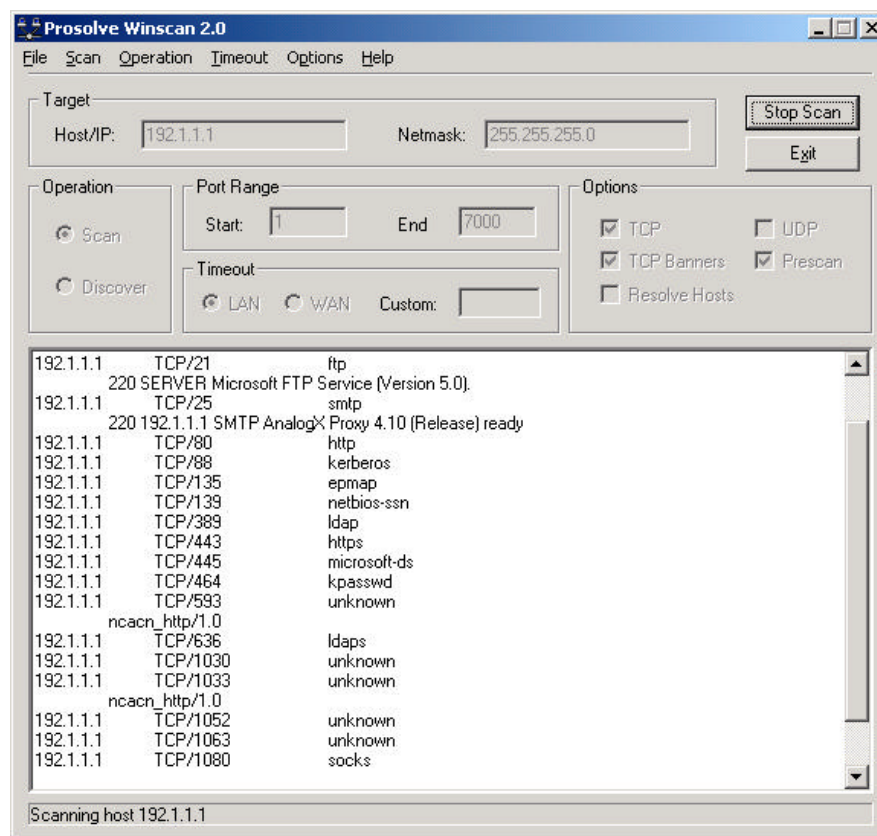 Prosolve Winscan 2.0
File Scan Operation Timeout Options Help
Target
Host/IP: 192.1.1.1 Netmask: 255.255.255.0
Stop Scan
Exit
Operation
Scan
Discover
Port Range
Start: 1 End 7000
Timeout
LAN WAN Custom:
Options
TCP UDP
TCP Banners Prescan
Resolve Hosts
192.1.1.1 TCP/21 ftp
220 SERVER Microsoft FTP Service (Version 5.0).
192.1.1.1 TCP/25 smtp
220 192.1.1.1 SMTP AnalogX Proxy 4.10 (Release) ready
192.1.1.1 TCP/80 http
192.1.1.1 TCP/88 kerberos
192.1.1.1 TCP/135 epmap
192.1.1.1 TCP/139 netbios-ssn
192.1.1.1 TCP/389 ldap
192.1.1.1 TCP/443 https
192.1.1.1 TCP/445 microsoft-ds
192.1.1.1 TCP/464 kpasswd
192.1.1.1 TCP/593 unknown
ncacn_http/1.0
192.1.1.1 TCP/636 ldaps
192.1.1.1 TCP/1030 unknown
192.1.1.1 TCP/1033 unknown
ncacn_http/1.0
192.1.1.1 TCP/1052 unknown
192.1.1.1 TCP/1063 unknown
192.1.1.1 TCP/1080 socks
Scanning host 192.1.1.1